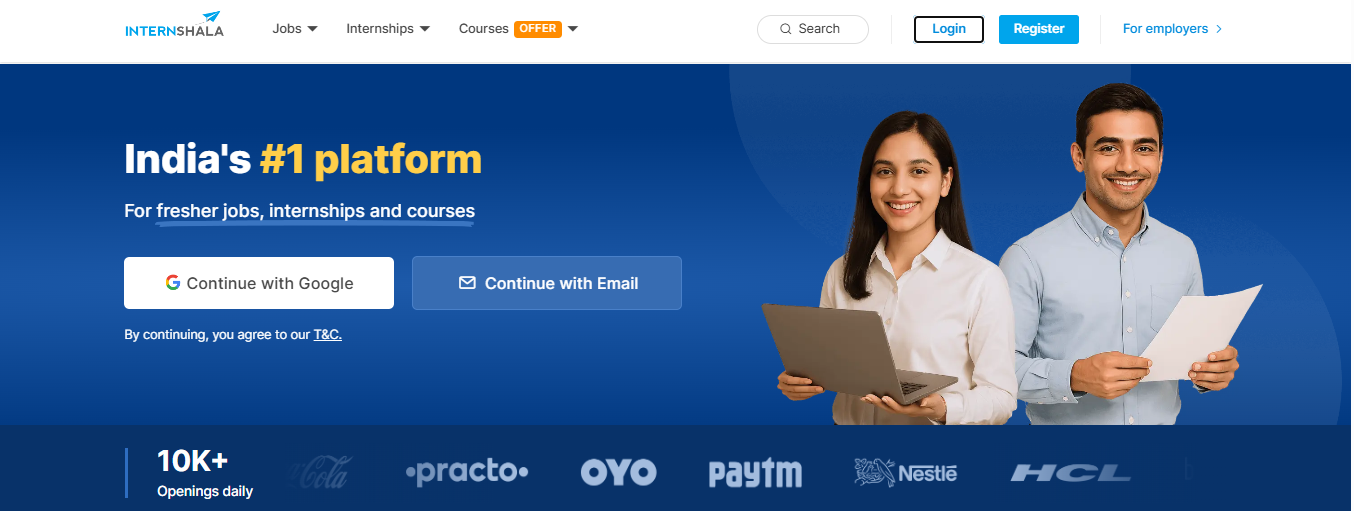 INTERNSHALA
Jobs
Internships
Courses OFFER
Search
Login
Register
For employers
India's #1 platform
For fresher jobs, internships and courses
Continue with Google
Continue with Email
By continuing, you agree to our T&C.
10K+
Openings daily
Coca-Cola
practo
OYO
paytm
Nestlé
HCL